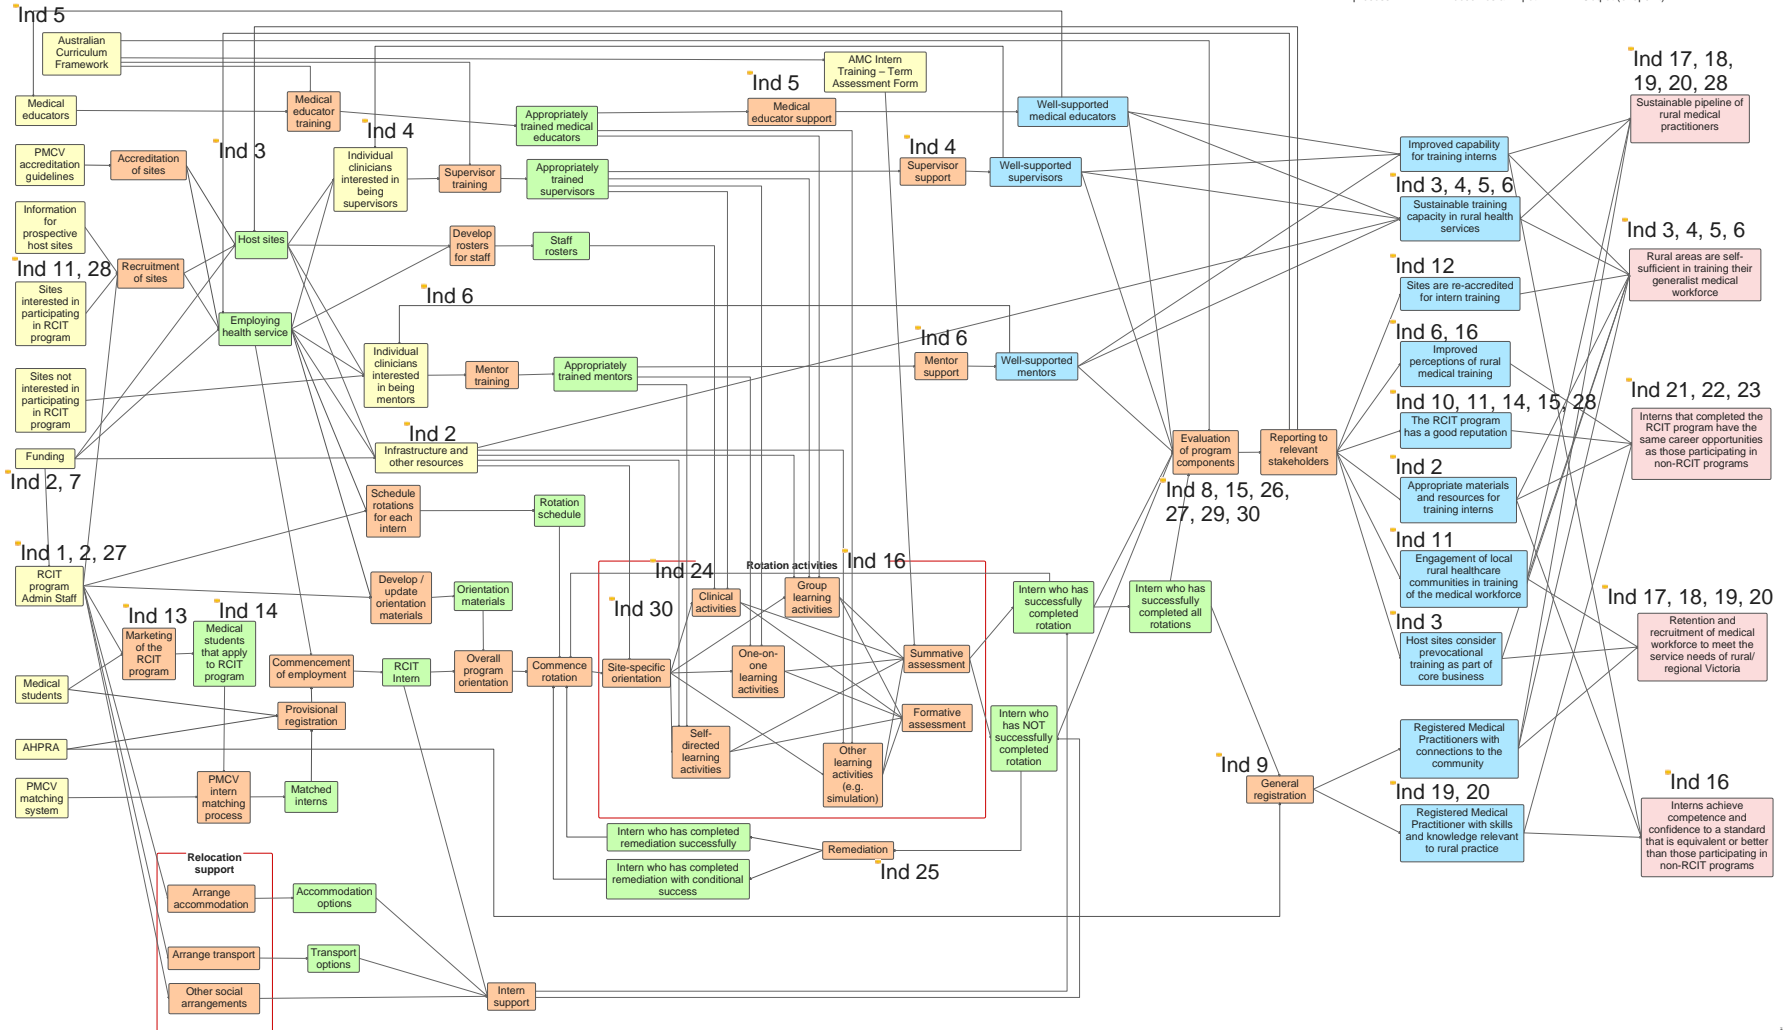 Ind 5
Australian
Curriculum
Framework
Medical
educators
PMCV
accreditation
guidelines
Information
for
prospective
host sites
Ind 11, 28
Sites
interested in
participating
in RCIT
program
Sites not
interested in
participating
in RCIT
program
Funding
Ind 2, 7
Ind 1, 2, 27
RCIT
program
Admin Staff
Medical
students
AHPRA
PMCV
matching
system
Accreditation
of sites
Recruitment
of sites
Ind 13
Marketing
of the
RCIT
program
Ind 14
Medical
students
that apply
to RCIT
program
PMCV
intern
matching
process
Relocation
support
Arrange
accommodation
Arrange transport
Other social
arrangements
Ind 3
Host sites
Employing
health service
Commencement
of employment
Provisional
registration
Matched
interns
Accommodation
options
Transport
options
Medical
educator
training
Ind 4
Individual
clinicians
interested in
being
supervisors
Supervisor
training
Develop
rosters
for staff
Ind 6
Individual
clinicians
interested
in being
mentors
Mentor
training
Ind 2
Infrastructure and
other resources
Schedule
rotations
for each
intern
Develop /
update
orientation
materials
RCIT
Intern
Orientation
materials
Overall
program
orientation
Intern
support
Appropriately
trained medical
educators
Appropriately
trained
supervisors
Staff
rosters
Appropriately
trained mentors
Rotation
schedule
Commence
rotation
Rotation activities
Ind 24
Ind 16
Ind 30
Clinical
activities
Group
learning
activities
Site-specific
orientation
One-on-
one
learning
activities
Self-
directed
learning
activities
Other
learning
activities
(e.g.
simulation)
Summative
assessment
Formative
assessment
Intern who has completed
remediation successfully
Intern who has completed
remediation with conditional
success
Remediation
Ind 25
AMC Intern
Training – Term
Assessment Form
Ind 5
Medical
educator support
Ind 4
Supervisor
support
Ind 6
Mentor
support
Well-supported
medical educators
Well-supported
supervisors
Well-supported
mentors
Intern who has
successfully
completed
rotation
Intern who
has NOT
successfully
completed
rotation
Intern who has
successfully
completed all
rotations
Evaluation
of program
components
Ind 8, 15, 26,
27, 29, 30
Reporting to
relevant
stakeholders
Ind 9
General
registration
Improved capability
for training interns
Ind 3, 4, 5, 6
Sustainable training
capacity in rural health
services
Ind 12
Sites are re-accredited
for intern training
Ind 6, 16
Improved
perceptions of rural
medical training
Ind 10, 11, 14, 15, 28
The RCIT program
has a good reputation
Ind 2
Appropriate materials
and resources for
training interns
Ind 11
Engagement of local
rural healthcare
communities in training
of the medical workforce
Ind 3
Host sites consider
prevocational
training as part of
core business
Registered Medical
Practitioners with
connections to the
community
Ind 19, 20
Registered Medical
Practitioner with skills
and knowledge relevant
to rural practice
Ind 17, 18,
19, 20, 28
Sustainable pipeline of
rural medical
practitioners
Ind 3, 4, 5, 6
Rural areas are self-
sufficient in training their
generalist medical
workforce
Ind 21, 22, 23
Interns that completed the
RCIT program have the
same career opportunities
as those participating in
non-RCIT programs
Ind 17, 18, 19, 20
Retention and
recruitment of medical
workforce to meet the
service needs of rural/
regional Victoria
Ind 16
Interns achieve
competence and
confidence to a standard
that is equivalent or better
than those participating in
non-RCIT programs